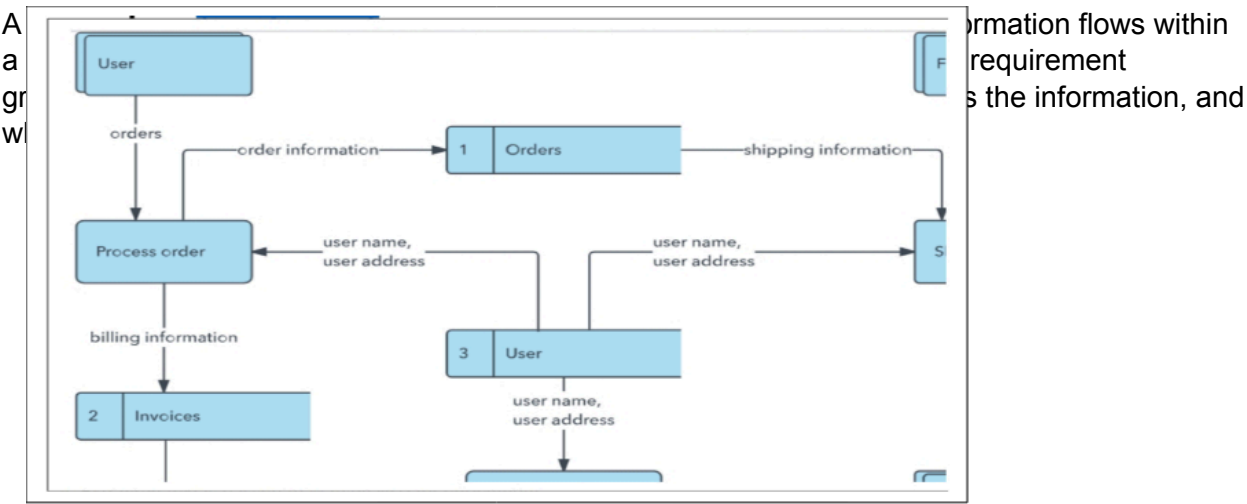 A
ormation flows within
a
requirement
gr
s the information, and
wl
User
F
orders
order information
1 Orders
shipping information
Process order
user name,
user address
user name,
user address
S
billing information
3 User
2 Invoices
user name,
user address